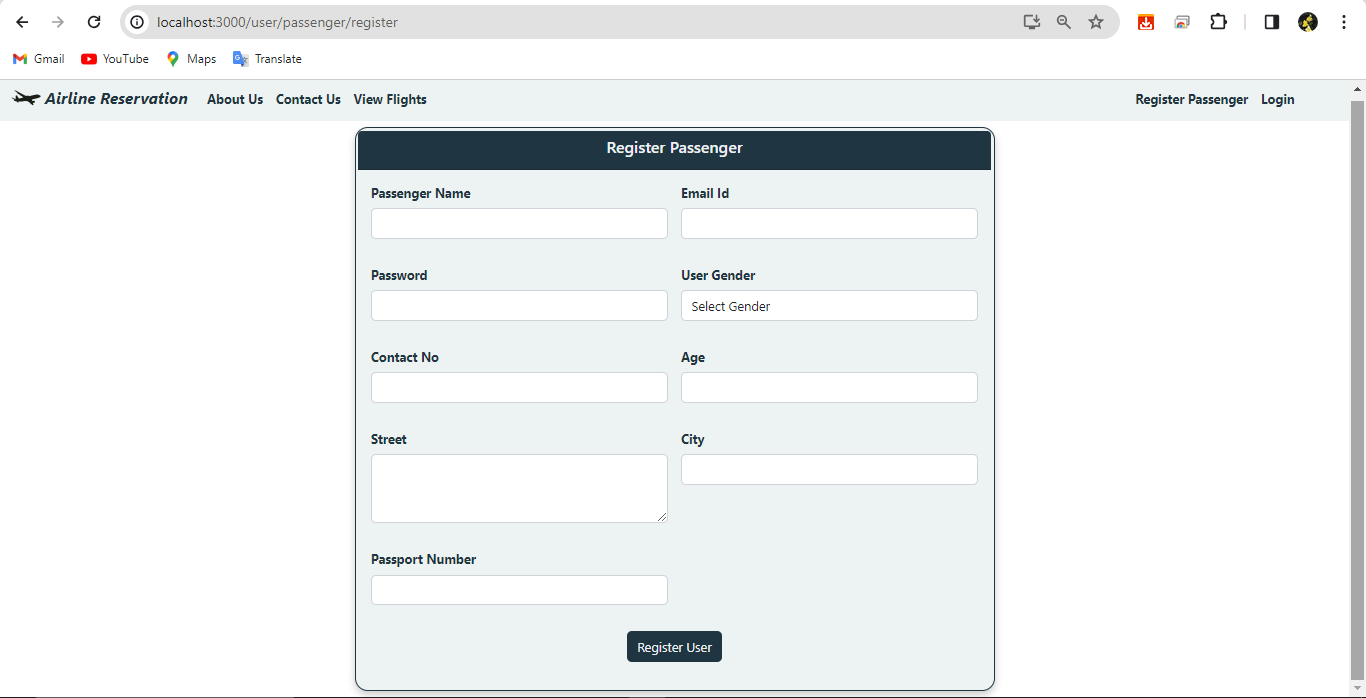 localhost:3000/user/passenger/register
Gmail YouTube Maps Translate
Airline Reservation About Us Contact Us View Flights Register Passenger Login
Register Passenger
Passenger Name Email Id
Password User Gender
Select Gender
Contact No Age
Street City
Passport Number
Register User